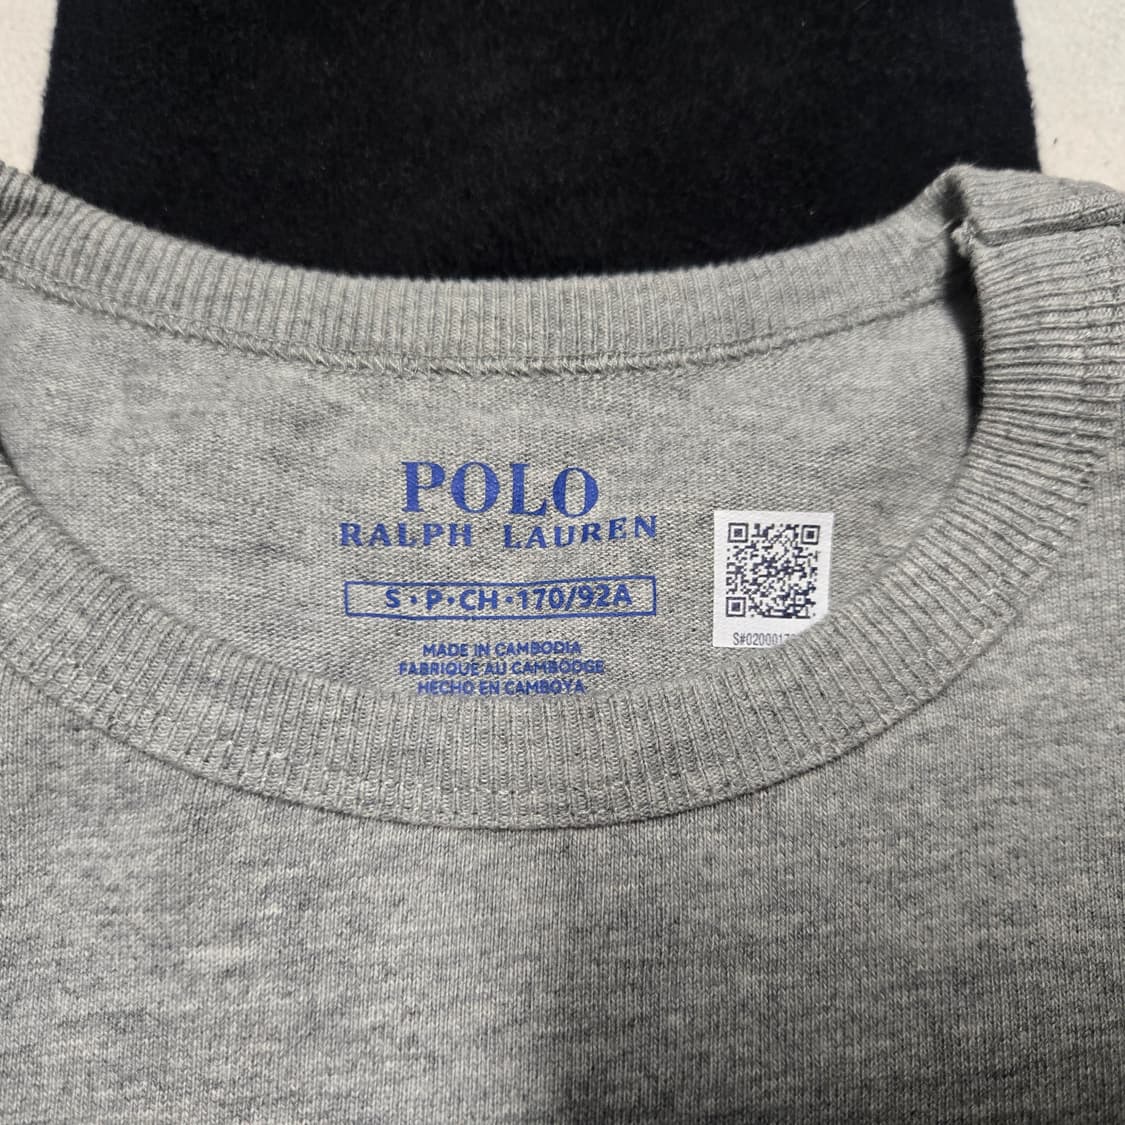 POLO
RALPH LAUREN
S•P•CH•170/92A
MADE IN CAMBODIA
FABRIQUE AU CAMBODGE
HECHO EN CAMBOYA